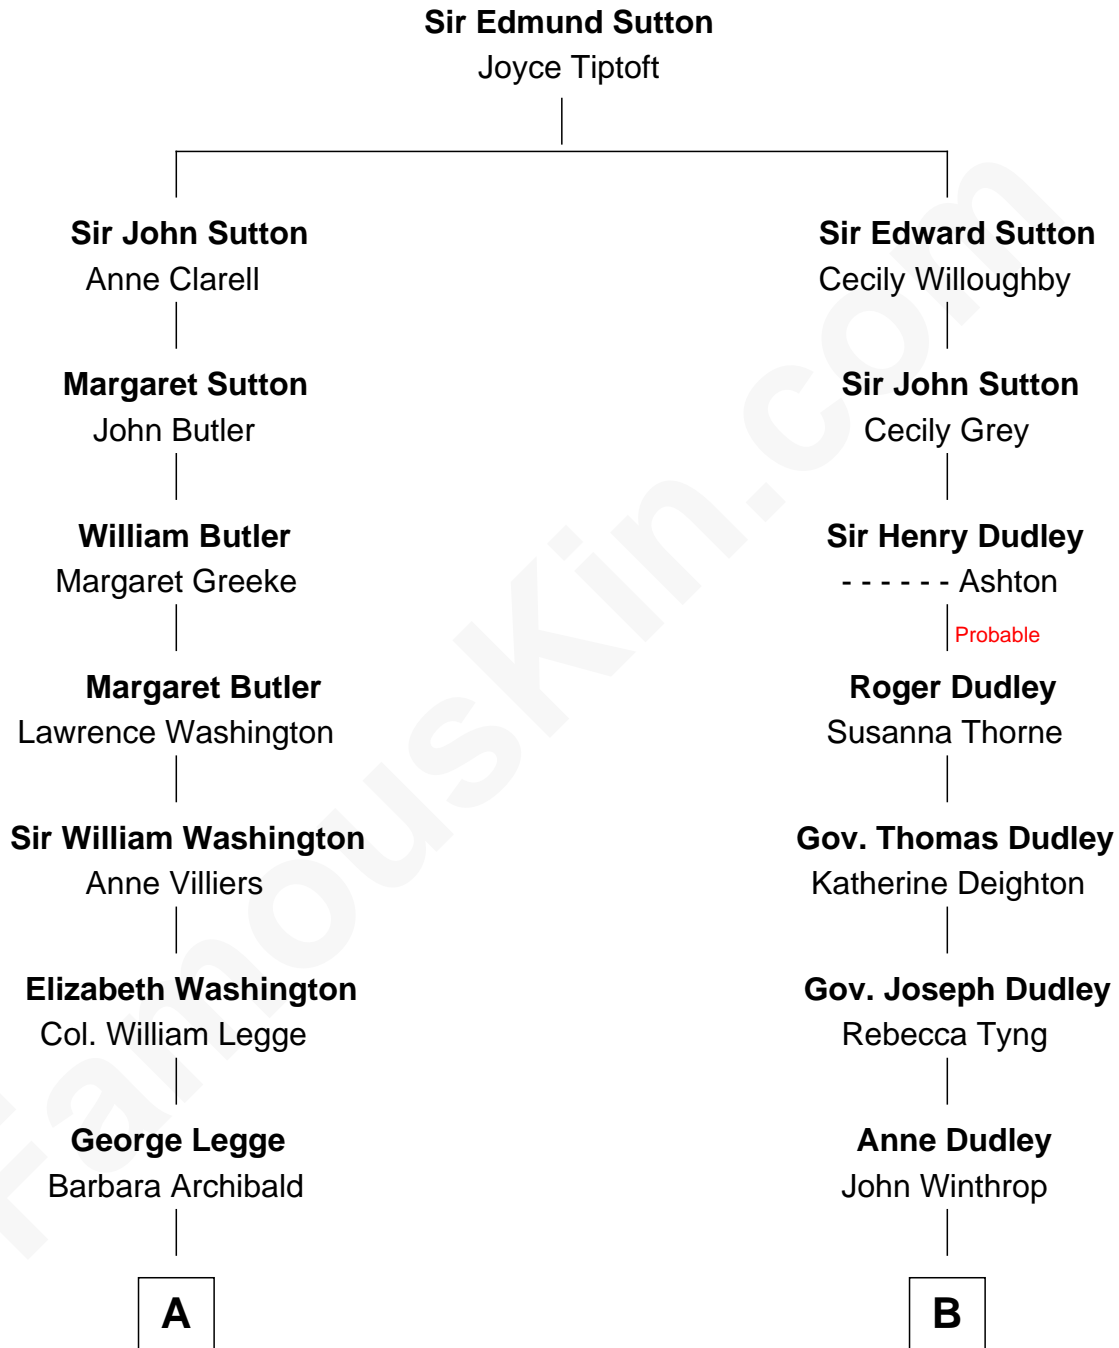 Sir Edmund Sutton
Joyce Tiptoft
Sir John Sutton
Anne Clarell
Sir Edward Sutton
Cecily Willoughby
Margaret Sutton
John Butler
Sir John Sutton
Cecily Grey
William Butler
Margaret Greeke
Sir Henry Dudley
- - - - - - Ashton
Probable
Margaret Butler
Lawrence Washington
Roger Dudley
Susanna Thorne
Sir William Washington
Anne Villiers
Gov. Thomas Dudley
Katherine Deighton
Elizabeth Washington
Col. William Legge
Gov. Joseph Dudley
Rebecca Tyng
George Legge
Barbara Archibald
Anne Dudley
John Winthrop
A
B
FamousKin.com